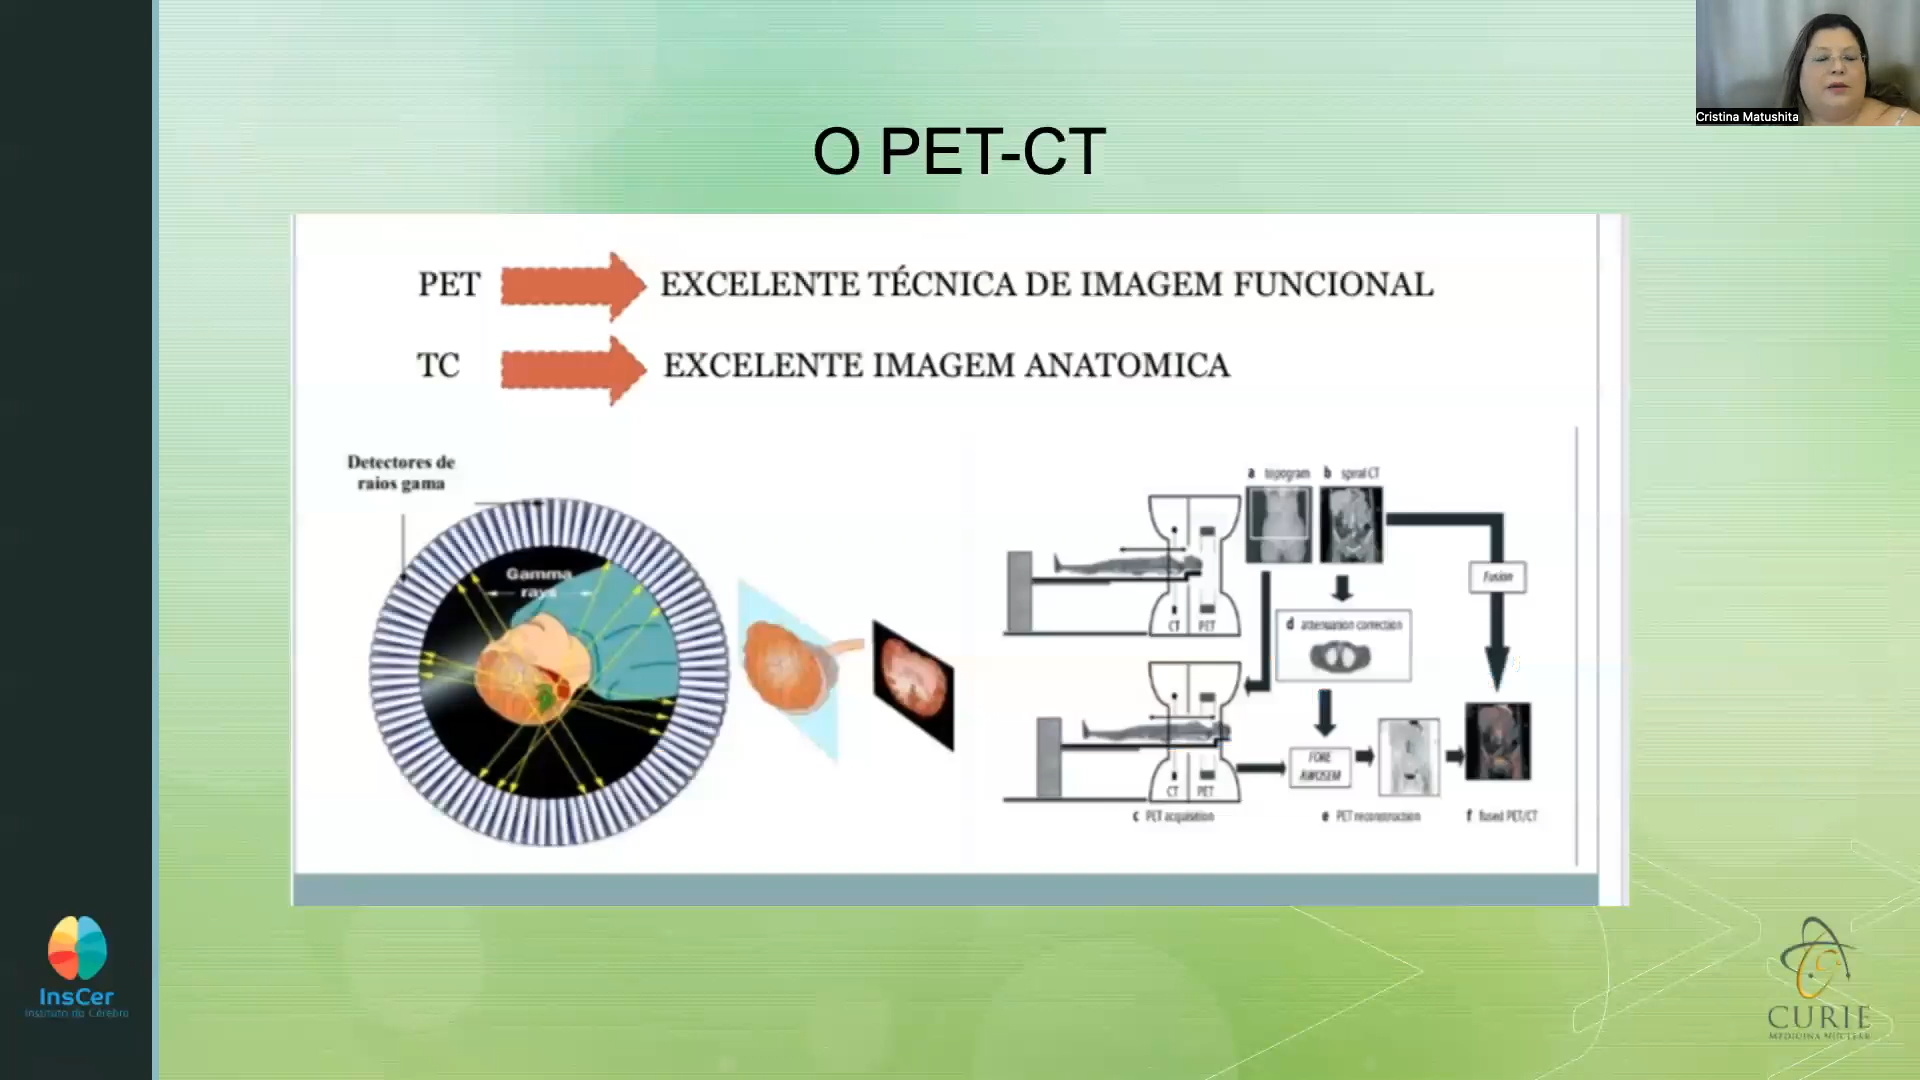 Cristina Matushita
O PET-CT
PET
EXCELENTE TÉCNICA DE IMAGEM FUNCIONAL
TC
EXCELENTE IMAGEM ANATOMICA
Detectores de
raios gama
Gamma
rays
a topogram
b spiral CT
CT
PET
Fusion
d attenuation correction
CT
PET
FORE
AWOSEM
c PET acquisition
e PET reconstruction
f fused PET/CT
InsCer
Instituto do Cérebro
CURIE
MEDICINA NUCLEAR